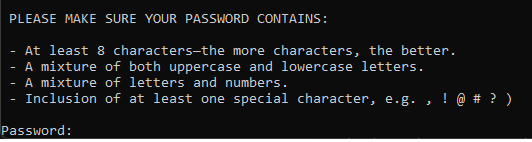 PLEASE MAKE SURE YOUR PASSWORD CONTAINS:
- At least 8 characters—the more characters, the better.
- A mixture of both uppercase and lowercase letters.
- A mixture of letters and numbers.
- Inclusion of at least one special character, e.g. , ! @ # ? )
Password: